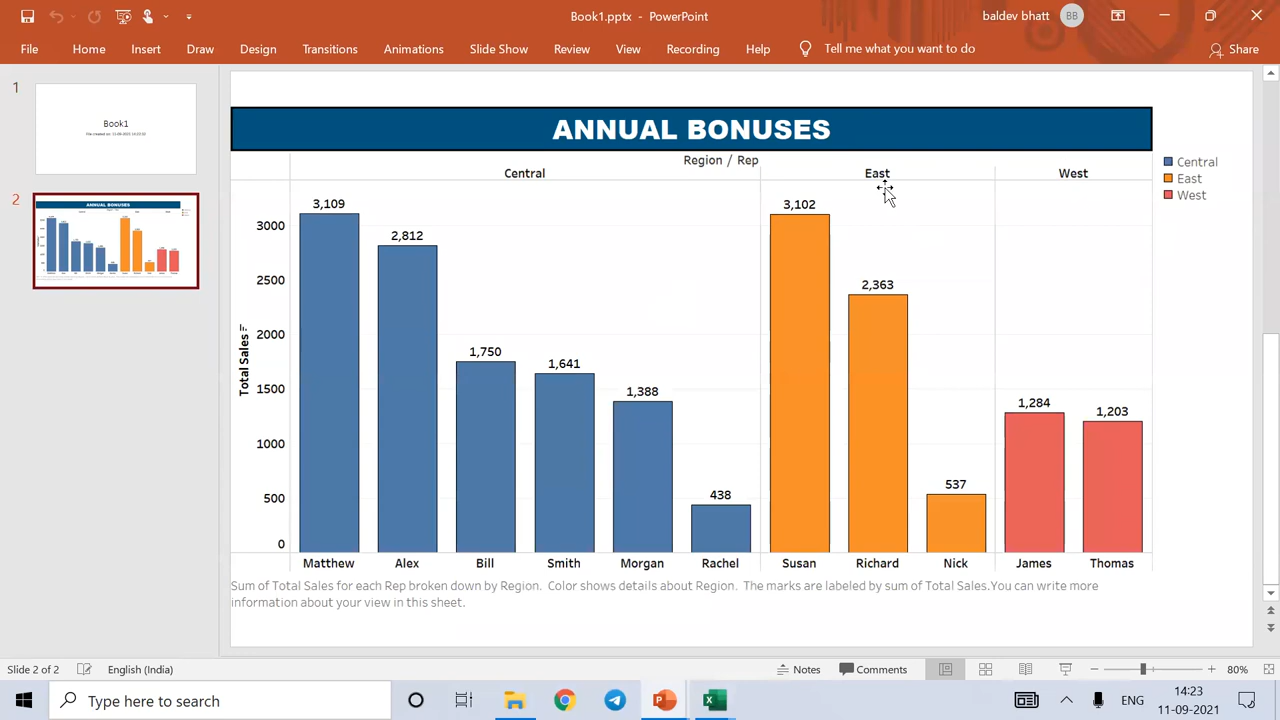 Book1.pptx - PowerPoint
baldev bhatt
BB
File Home Insert Draw Design Transitions Animations Slide Show Review View Recording Help Tell me what you want to do Share
1
Book1
2
ANNUAL BONUSES
ANNUAL BONUSES
Region / Rep
Central East West
Central
East
West
3,109
2,812
1,750
1,641
1,388
438
3,102
2,363
537
1,284
1,203
Total Sales
3000
2500
2000
1500
1000
500
0
Matthew Alex Bill Smith Morgan Rachel Susan Richard Nick James Thomas
Sum of Total Sales for each Rep broken down by Region. Color shows details about Region. The marks are labeled by sum of Total Sales.You can write more
information about your view in this sheet.
Slide 2 of 2 English (India) Notes Comments 80%
Type here to search
ENG
14:23
11-09-2021